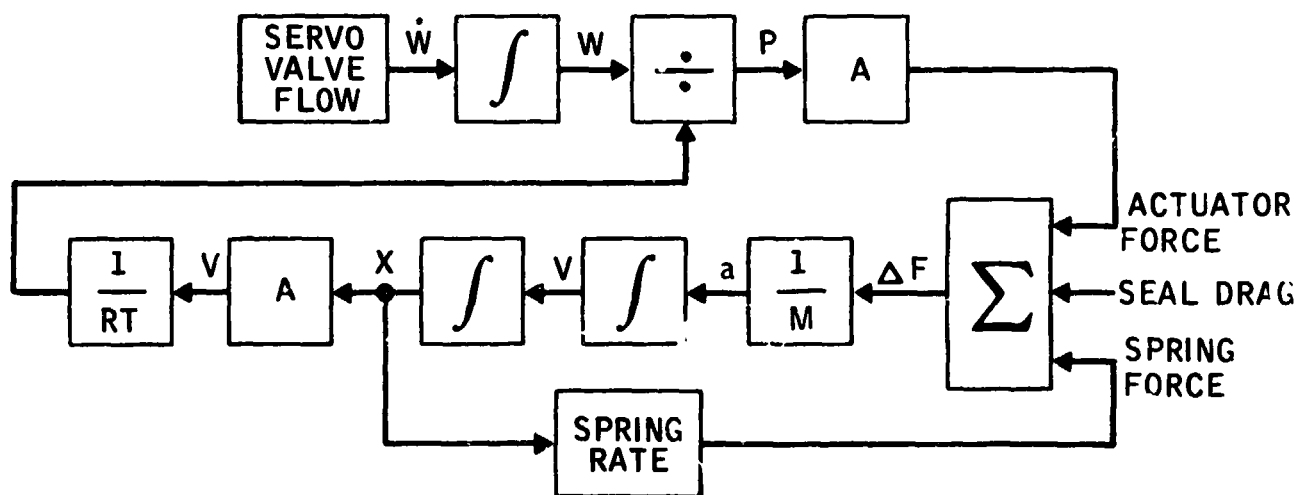 SERVO
VALVE
FLOW
Ẇ
∫
W
÷
P
A
ACTUATOR
FORCE
1
RT
V
A
X
∫
V
∫
a
1
M
ΔF
Σ
SEAL DRAG
SPRING
FORCE
SPRING
RATE